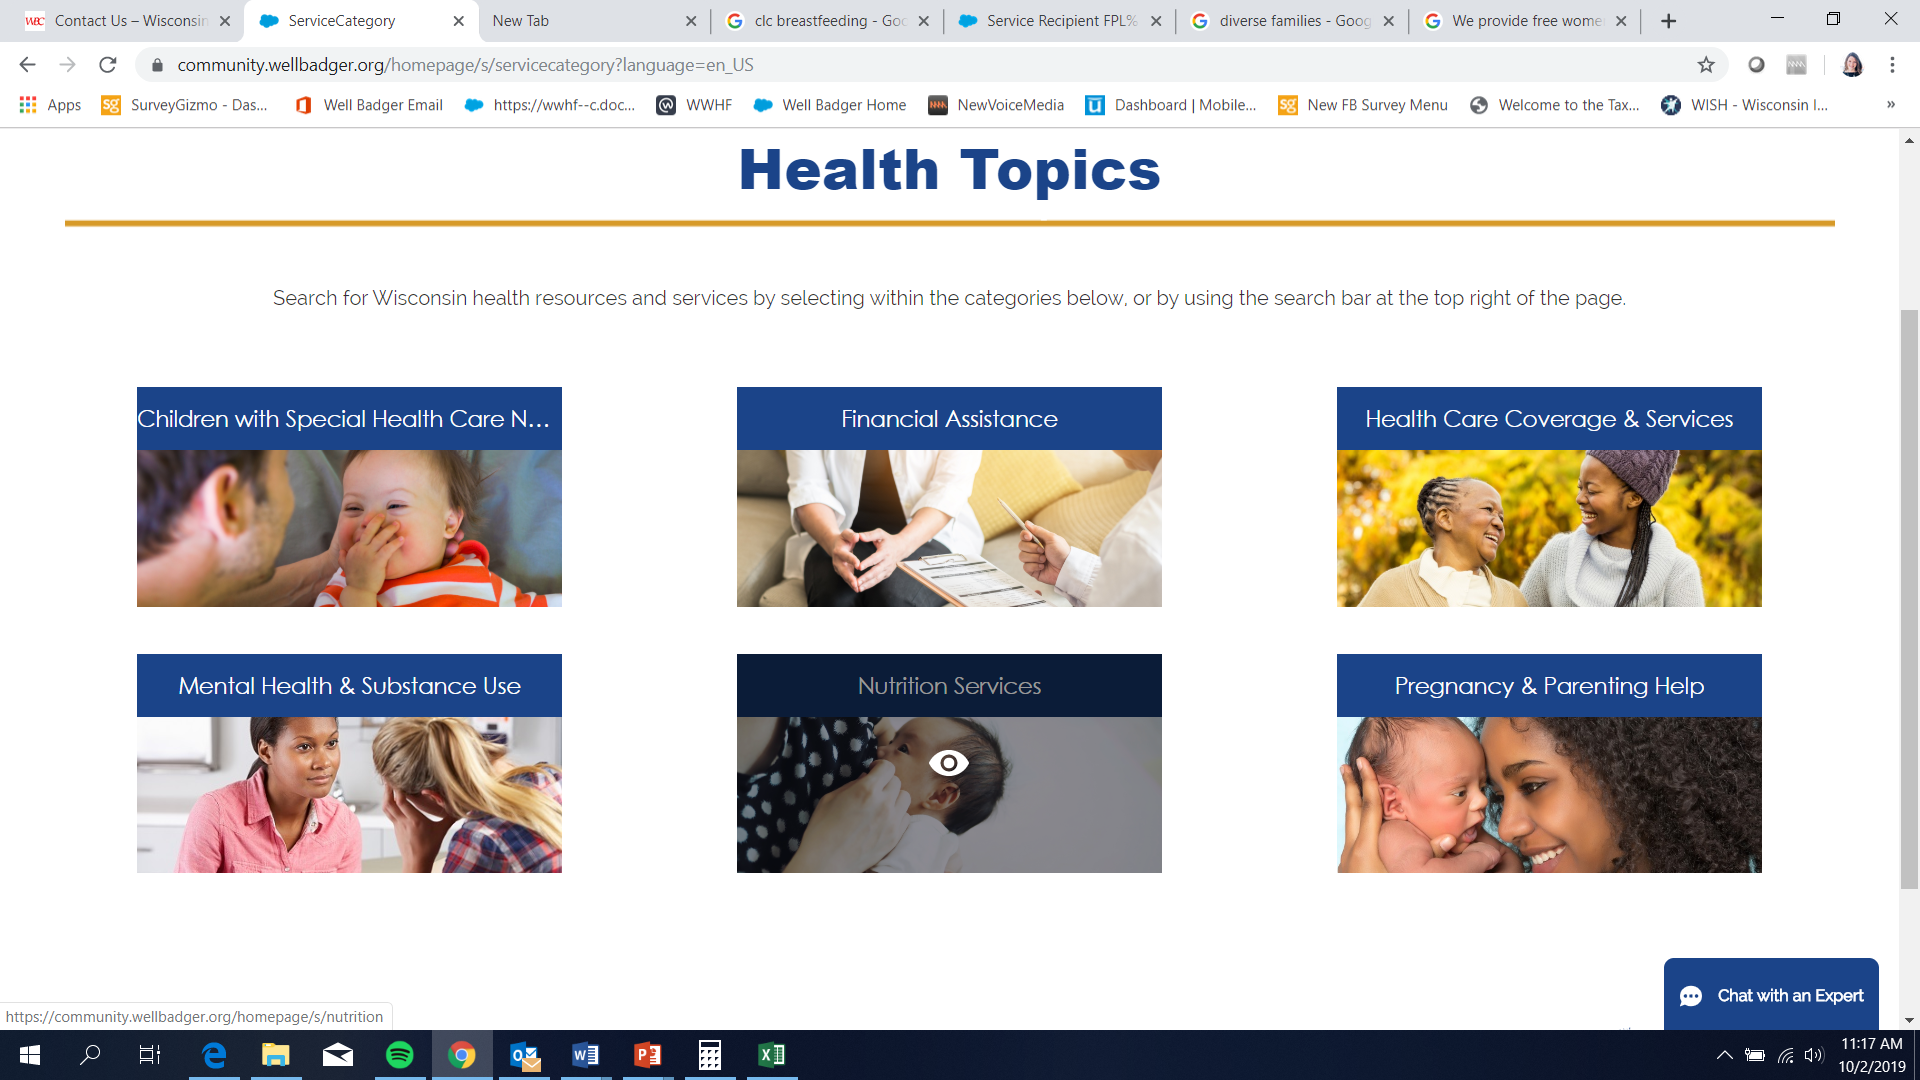 Contact Us – Wisconsin
ServiceCategory
New Tab
clc breastfeeding - Goo
Service Recipient FPL%
diverse families - Goog
We provide free wome
community.wellbadger.org/homepage/s/servicecategory?language=en_US
Apps
SurveyGizmo - Das...
Well Badger Email
https://wwhf--c.doc...
WWHF
Well Badger Home
NewVoiceMedia
Dashboard | Mobile...
New FB Survey Menu
Welcome to the Tax...
WISH - Wisconsin I...
»
Health Topics
Search for Wisconsin health resources and services by selecting within the categories below, or by using the search bar at the top right of the page.
Children with Special Health Care N...
Financial Assistance
Health Care Coverage & Services
Mental Health & Substance Use
Nutrition Services
Pregnancy & Parenting Help
Chat with an Expert
https://community.wellbadger.org/homepage/s/nutrition
11:17 AM
10/2/2019